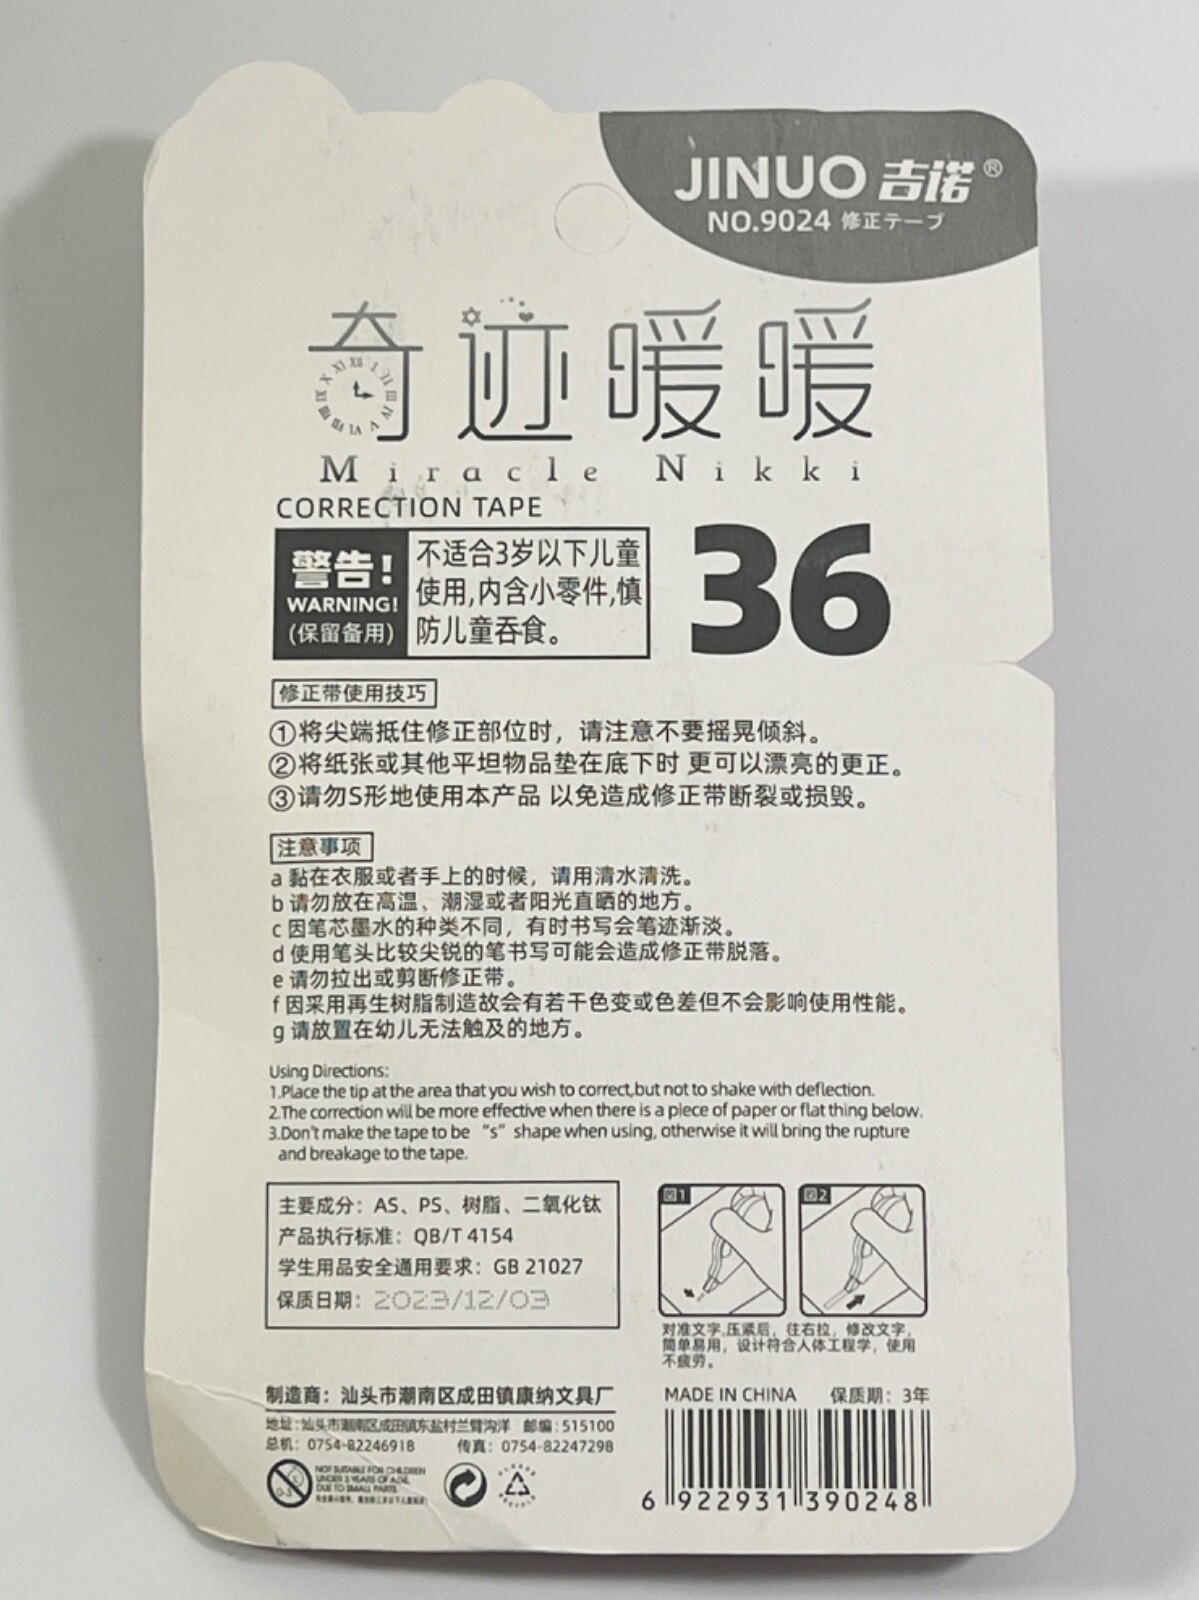 JINUO 吉诺®
NO.9024 修正テープ
奇迹暖暖
Miracle Nikki
CORRECTION TAPE
36
警告!
WARNING!
(保留备用)
不适合3岁以下儿童
使用,内含小零件,慎
防儿童吞食。
修正带使用技巧
①将尖端抵住修正部位时，请注意不要摇晃倾斜。
②将纸张或其他平坦物品垫在底下时 更可以漂亮的更正。
③请勿S形地使用本产品 以免造成修正带断裂或损毁。
注意事项
a 黏在衣服或者手上的时候，请用清水清洗。
b 请勿放在高温、潮湿或者阳光直晒的地方。
c 因笔芯墨水的种类不同，有时书写会笔迹渐淡。
d 使用笔头比较尖锐的笔书写可能会造成修正带脱落。
e 请勿拉出或剪断修正带。
f 因采用再生树脂制造故会有若干色变或色差但不会影响使用性能。
g 请放置在幼儿无法触及的地方。
Using Directions:
1.Place the tip at the area that you wish to correct,but not to shake with deflection.
2.The correction will be more effective when there is a piece of paper or flat thing below.
3.Don't make the tape to be “s” shape when using, otherwise it will bring the rupture
and breakage to the tape.
主要成分：AS、PS、树脂、二氧化钛
产品执行标准：QB/T 4154
学生用品安全通用要求：GB 21027
保质日期：2023/12/03
图1
图2
对准文字,压紧后，往右拉，修改文字，
简单易用，设计符合人体工程学，使用
不疲劳。
制造商：汕头市潮南区成田镇康纳文具厂
地址:汕头市潮南区成田镇东盐村兰臂沟洋 邮编:515100
总机：0754-82246918 传真：0754-82247298
0-3
NOT SUITABLE FOR CHILDREN
UNDER 3 YEARS OF AGE,
DUE TO SMALL PARTS.
MADE IN CHINA 保质期：3年
6 922931 390248